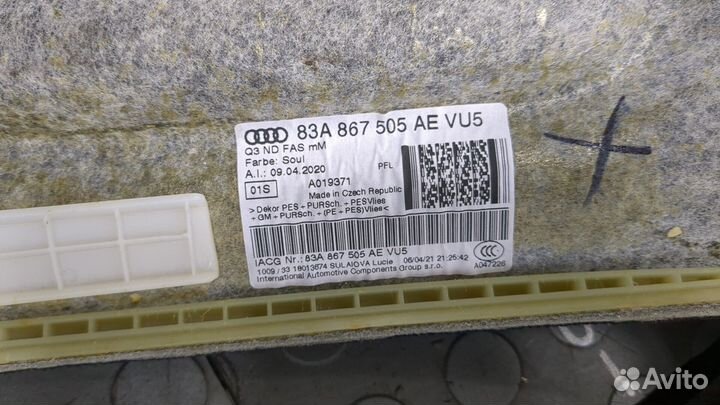 83A 867 505 AE VU5
Q3 ND FAS mM
Farbe: Soul
A.I.: 09.04.2020
PFL
01S
A019371
Made in Czech Republic
>Dekor PES + PURSch. + PESVlies
+GM+PURSch. +(PE + PES)Vlies<
IACG Nr.: 83A 867 505 AE VU5
1009 / 33 18013674 SULAIOVA Lucie 06/04/21 21:25:42
International Automotive Components Group s.r.o.
CCC
A047226
Avito